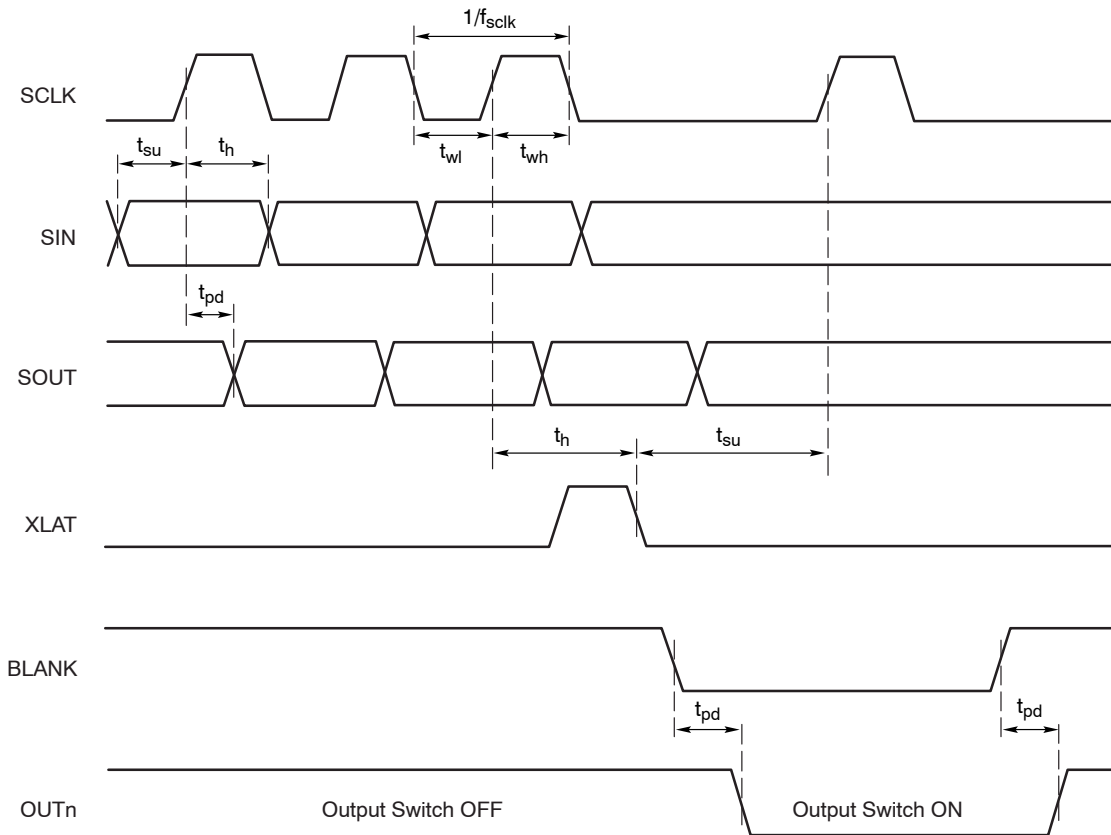 1/fsclk
SCLK
tsu
th
twl
twh
SIN
tpd
SOUT
th
tsu
XLAT
BLANK
tpd
tpd
OUTn
Output Switch OFF
Output Switch ON